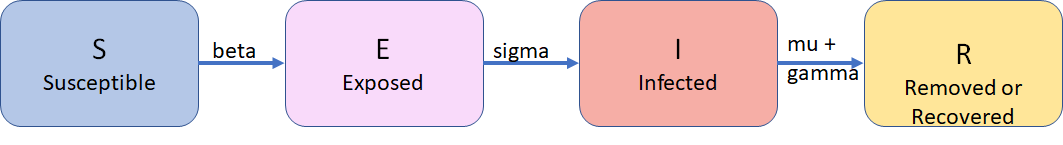 S
Susceptible
beta
E
Exposed
sigma
I
Infected
mu +
gamma
R
Removed or
Recovered